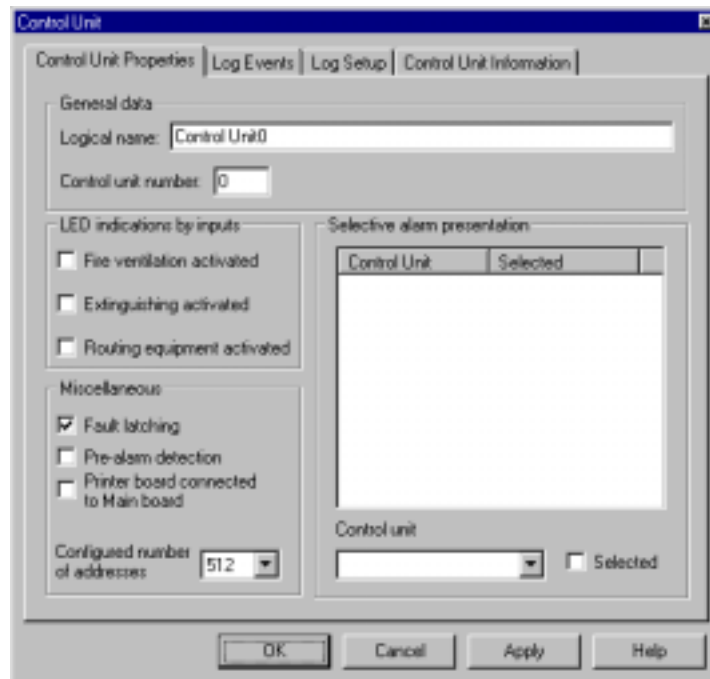 Control Unit
Control Unit Properties Log Events Log Setup Control Unit Information
General data
Logical name: Control Unit0
Control unit number: 0
LED indications by inputs
Fire ventilation activated
Extinguishing activated
Routing equipment activated
Selective alarm presentation
Control Unit Selected
Miscellaneous
Fault latching
Pre-alarm detection
Printer board connected
to Main board
Configured number
of addresses
512
Control unit
Selected
OK Cancel Apply Help